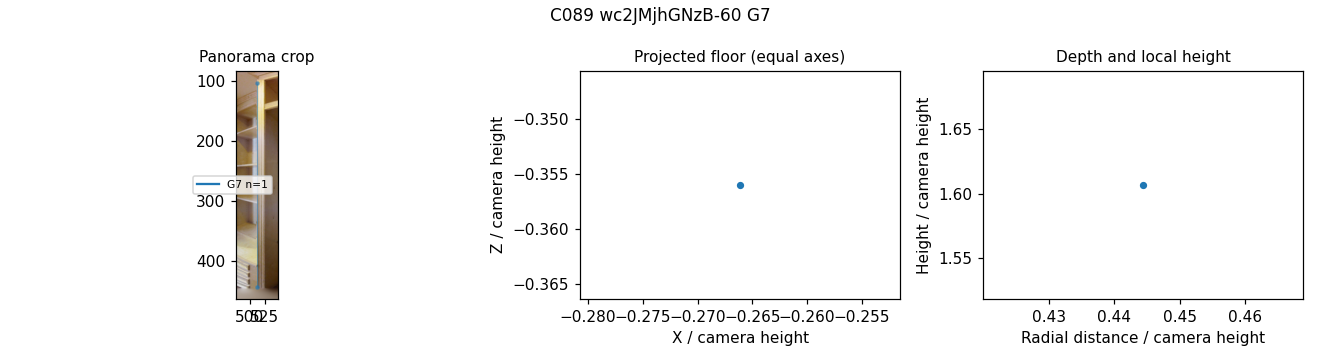 C089 wc2JMjhGNzB-60 G7
Panorama crop
100
200
300
400
G7 n=1
500 525
Projected floor (equal axes)
Z / camera height
−0.350
−0.355
−0.360
−0.365
−0.280 −0.275 −0.270 −0.265 −0.260 −0.255
X / camera height
Depth and local height
Height / camera height
1.65
1.60
1.55
0.43 0.44 0.45 0.46
Radial distance / camera height